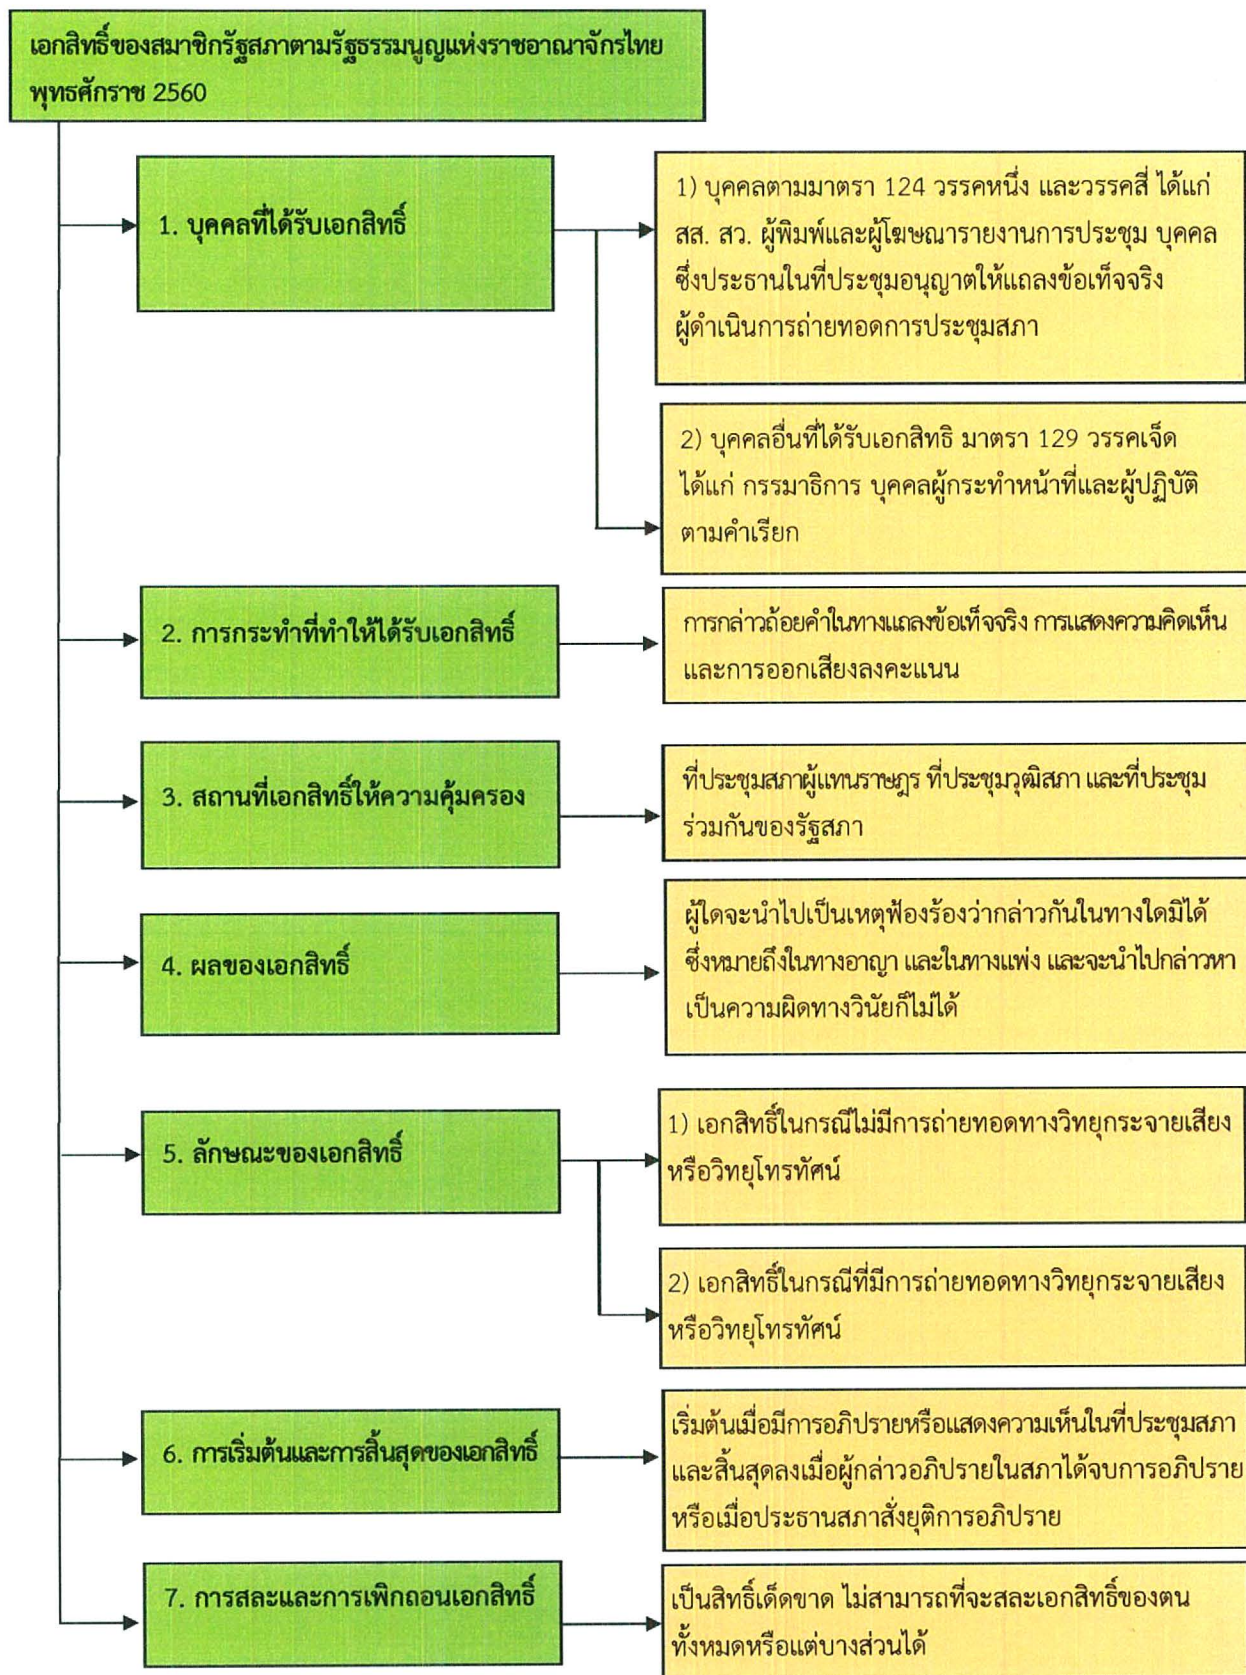 เอกสิทธิ์ของสมาชิกรัฐสภาตามรัฐธรรมนูญแห่งราชอาณาจักรไทย
พุทธศักราช 2560
1. บุคคลที่ได้รับเอกสิทธิ์
1) บุคคลตามมาตรา 124 วรรคหนึ่ง และวรรคสี่ ได้แก่
สส. สว. ผู้พิมพ์และผู้โฆษณารายงานการประชุม บุคคล
ซึ่งประธานในที่ประชุมอนุญาตให้แถลงข้อเท็จจริง
ผู้ดำเนินการถ่ายทอดการประชุมสภา
2) บุคคลอื่นที่ได้รับเอกสิทธิ มาตรา 129 วรรคเจ็ด
ได้แก่ กรรมาธิการ บุคคลผู้กระทำหน้าที่และผู้ปฏิบัติ
ตามคำเรียก
2. การกระทำที่ทำให้ได้รับเอกสิทธิ์
การกล่าวถ้อยคำในทางแถลงข้อเท็จจริง การแสดงความคิดเห็น
และการออกเสียงลงคะแนน
3. สถานที่เอกสิทธิ์ให้ความคุ้มครอง
ที่ประชุมสภาผู้แทนราษฎร ที่ประชุมวุฒิสภา และที่ประชุม
ร่วมกันของรัฐสภา
4. ผลของเอกสิทธิ์
ผู้ใดจะนำไปเป็นเหตุฟ้องร้องว่ากล่าวกันในทางใดมิได้
ซึ่งหมายถึงในทางอาญา และในทางแพ่ง และจะนำไปกล่าวหา
เป็นความผิดทางวินัยก็ไม่ได้
5. ลักษณะของเอกสิทธิ์
1) เอกสิทธิ์ในกรณีไม่มีการถ่ายทอดทางวิทยุกระจายเสียง
หรือวิทยุโทรทัศน์
2) เอกสิทธิ์ในกรณีที่มีการถ่ายทอดทางวิทยุกระจายเสียง
หรือวิทยุโทรทัศน์
6. การเริ่มต้นและการสิ้นสุดของเอกสิทธิ์
เริ่มต้นเมื่อมีการอภิปรายหรือแสดงความเห็นในที่ประชุมสภา
และสิ้นสุดลงเมื่อผู้กล่าวอภิปรายในสภาได้จบการอภิปราย
หรือเมื่อประธานสภาสั่งยุติการอภิปราย
7. การสละและการเพิกถอนเอกสิทธิ์
เป็นสิทธิ์เด็ดขาด ไม่สามารถที่จะสละเอกสิทธิ์ของตน
ทั้งหมดหรือแต่บางส่วนได้